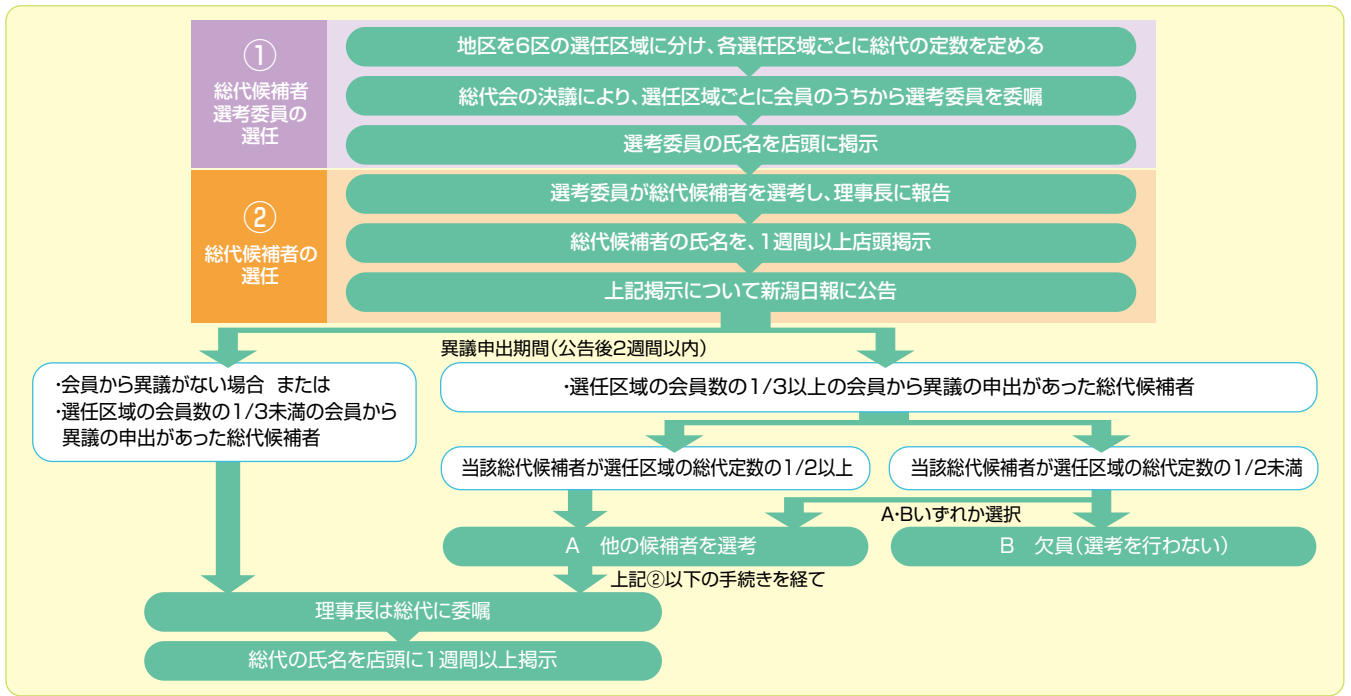 ①
総代候補者
選考委員の
選任
地区を6区の選任区域に分け、各選任区域ごとに総代の定数を定める
総代会の決議により、選任区域ごとに会員のうちから選考委員を委嘱
選考委員の氏名を店頭に掲示
②
総代候補者の
選任
選考委員が総代候補者を選考し、理事長に報告
総代候補者の氏名を、1週間以上店頭掲示
上記掲示について新潟日報に公告
異議申出期間(公告後2週間以内)
・会員から異議がない場合 または
・選任区域の会員数の1/3未満の会員から
異議の申出があった総代候補者
・選任区域の会員数の1/3以上の会員から異議の申出があった総代候補者
当該総代候補者が選任区域の総代定数の1/2以上
当該総代候補者が選任区域の総代定数の1/2未満
A・Bいずれか選択
A 他の候補者を選考
B 欠員(選考を行わない)
上記②以下の手続きを経て
理事長は総代に委嘱
総代の氏名を店頭に1週間以上掲示